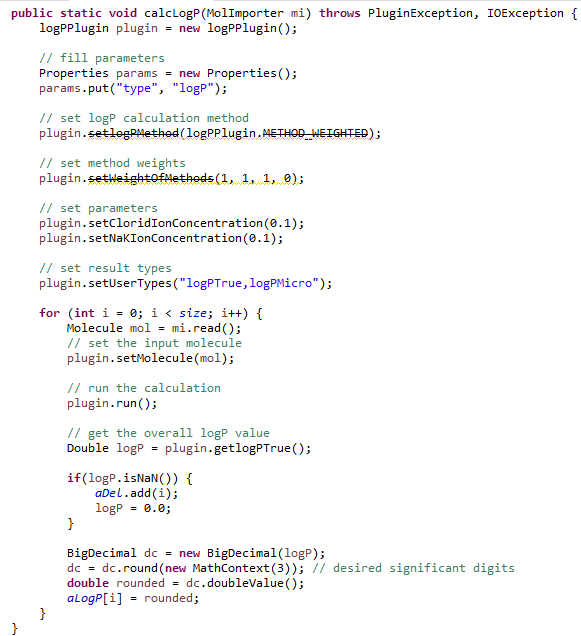 public static void calcLogP(MolImporter mi) throws PluginException, IOException {
    logPPlugin plugin = new logPPlugin();

    // fill parameters
    Properties params = new Properties();
    params.put("type", "logP");

    // set logP calculation method
    plugin.setlogPMethod(logPPlugin.METHOD_WEIGHTED);

    // set method weights
    plugin.setWeightOfMethods(1, 1, 1, 0);

    // set parameters
    plugin.setCloridIonConcentration(0.1);
    plugin.setNaKIonConcentration(0.1);

    // set result types
    plugin.setUserTypes("logPTrue,logPMicro");

    for (int i = 0; i < size; i++) {
        Molecule mol = mi.read();
        // set the input molecule
        plugin.setMolecule(mol);

        // run the calculation
        plugin.run();

        // get the overall logP value
        Double logP = plugin.getlogPTrue();

        if(logP.isNaN()) {
            aDel.add(i);
            logP = 0.0;
        }

        BigDecimal dc = new BigDecimal(logP);
        dc = dc.round(new MathContext(3)); // desired significant digits
        double rounded = dc.doubleValue();
        aLogP[i] = rounded;
    }
}